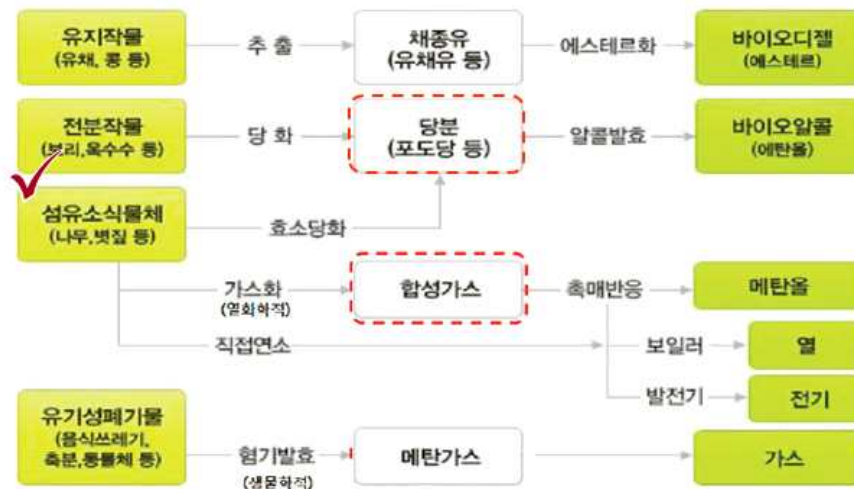 유지작물
(유채, 콩 등)
추 출
채종유
(유채유 등)
에스테르화
바이오디젤
(에스테르)
전분작물
(보리,옥수수 등)
당 화
당분
(포도당 등)
알콜발효
바이오알콜
(에탄올)
섬유소식물체
(나무,볏짚 등)
효소당화
가스화
(열화학적)
합성가스
촉매반응
메탄올
직접연소
보일러
열
발전기
전기
유기성폐기물
(음식쓰레기,
축분,동물체 등)
혐기발효
(생물화학적)
메탄가스
가스